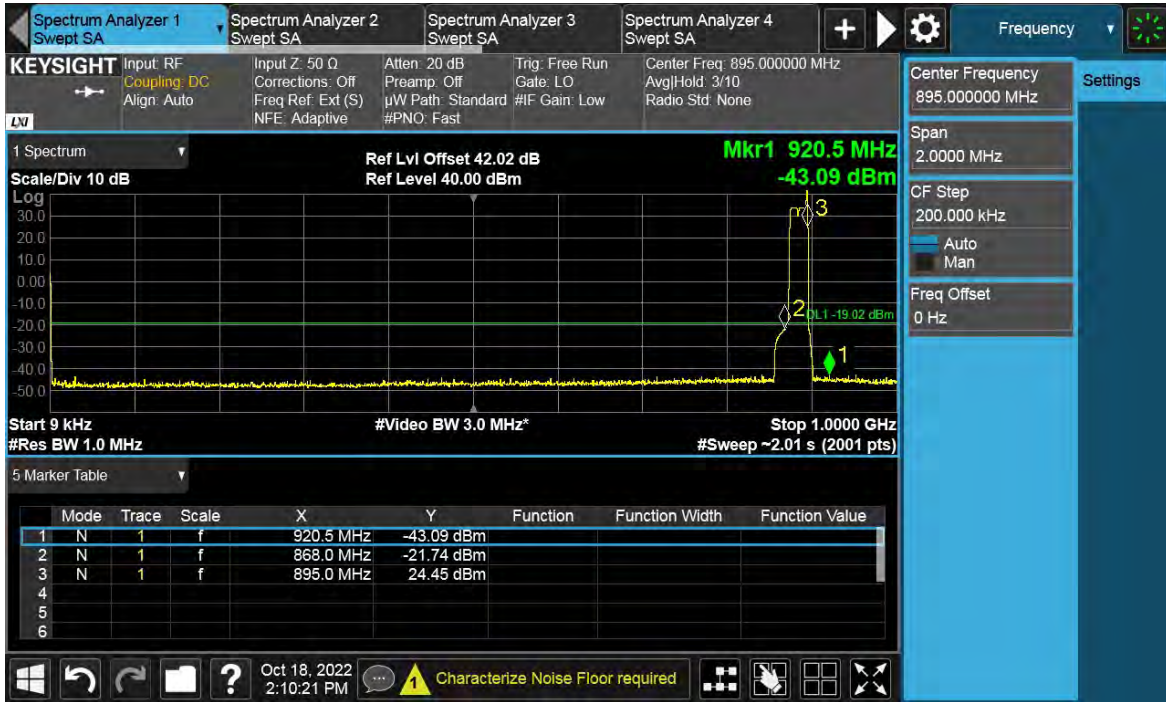 Spectrum Analyzer 1
Swept SA
Spectrum Analyzer 2
Swept SA
Spectrum Analyzer 3
Swept SA
Spectrum Analyzer 4
Swept SA
+
Frequency
KEYSIGHT
LXI
Input: RF
Coupling: DC
Align: Auto
Input Z: 50 Ω
Corrections: Off
Freq Ref: Ext (S)
NFE: Adaptive
Atten: 20 dB
Preamp: Off
µW Path: Standard
#PNO: Fast
Trig: Free Run
Gate: LO
#IF Gain: Low
Center Freq: 895.000000 MHz
Avg|Hold: 3/10
Radio Std: None
Center Frequency
895.000000 MHz
Settings
Span
2.0000 MHz
CF Step
200.000 kHz
Auto
Man
Freq Offset
0 Hz
1 Spectrum
Scale/Div 10 dB
Ref Lvl Offset 42.02 dB
Ref Level 40.00 dBm
Mkr1 920.5 MHz
-43.09 dBm
Log
30.0
20.0
10.0
0.00
-10.0
-20.0
-30.0
-40.0
-50.0
3
2
DL1 -19.02 dBm
1
Start 9 kHz
#Res BW 1.0 MHz
#Video BW 3.0 MHz*
Stop 1.0000 GHz
#Sweep ~2.01 s (2001 pts)
5 Marker Table
Mode Trace Scale X Y Function Function Width Function Value
1 N 1 f 920.5 MHz -43.09 dBm
2 N 1 f 868.0 MHz -21.74 dBm
3 N 1 f 895.0 MHz 24.45 dBm
4
5
6
?
Oct 18, 2022
2:10:21 PM
1
Characterize Noise Floor required